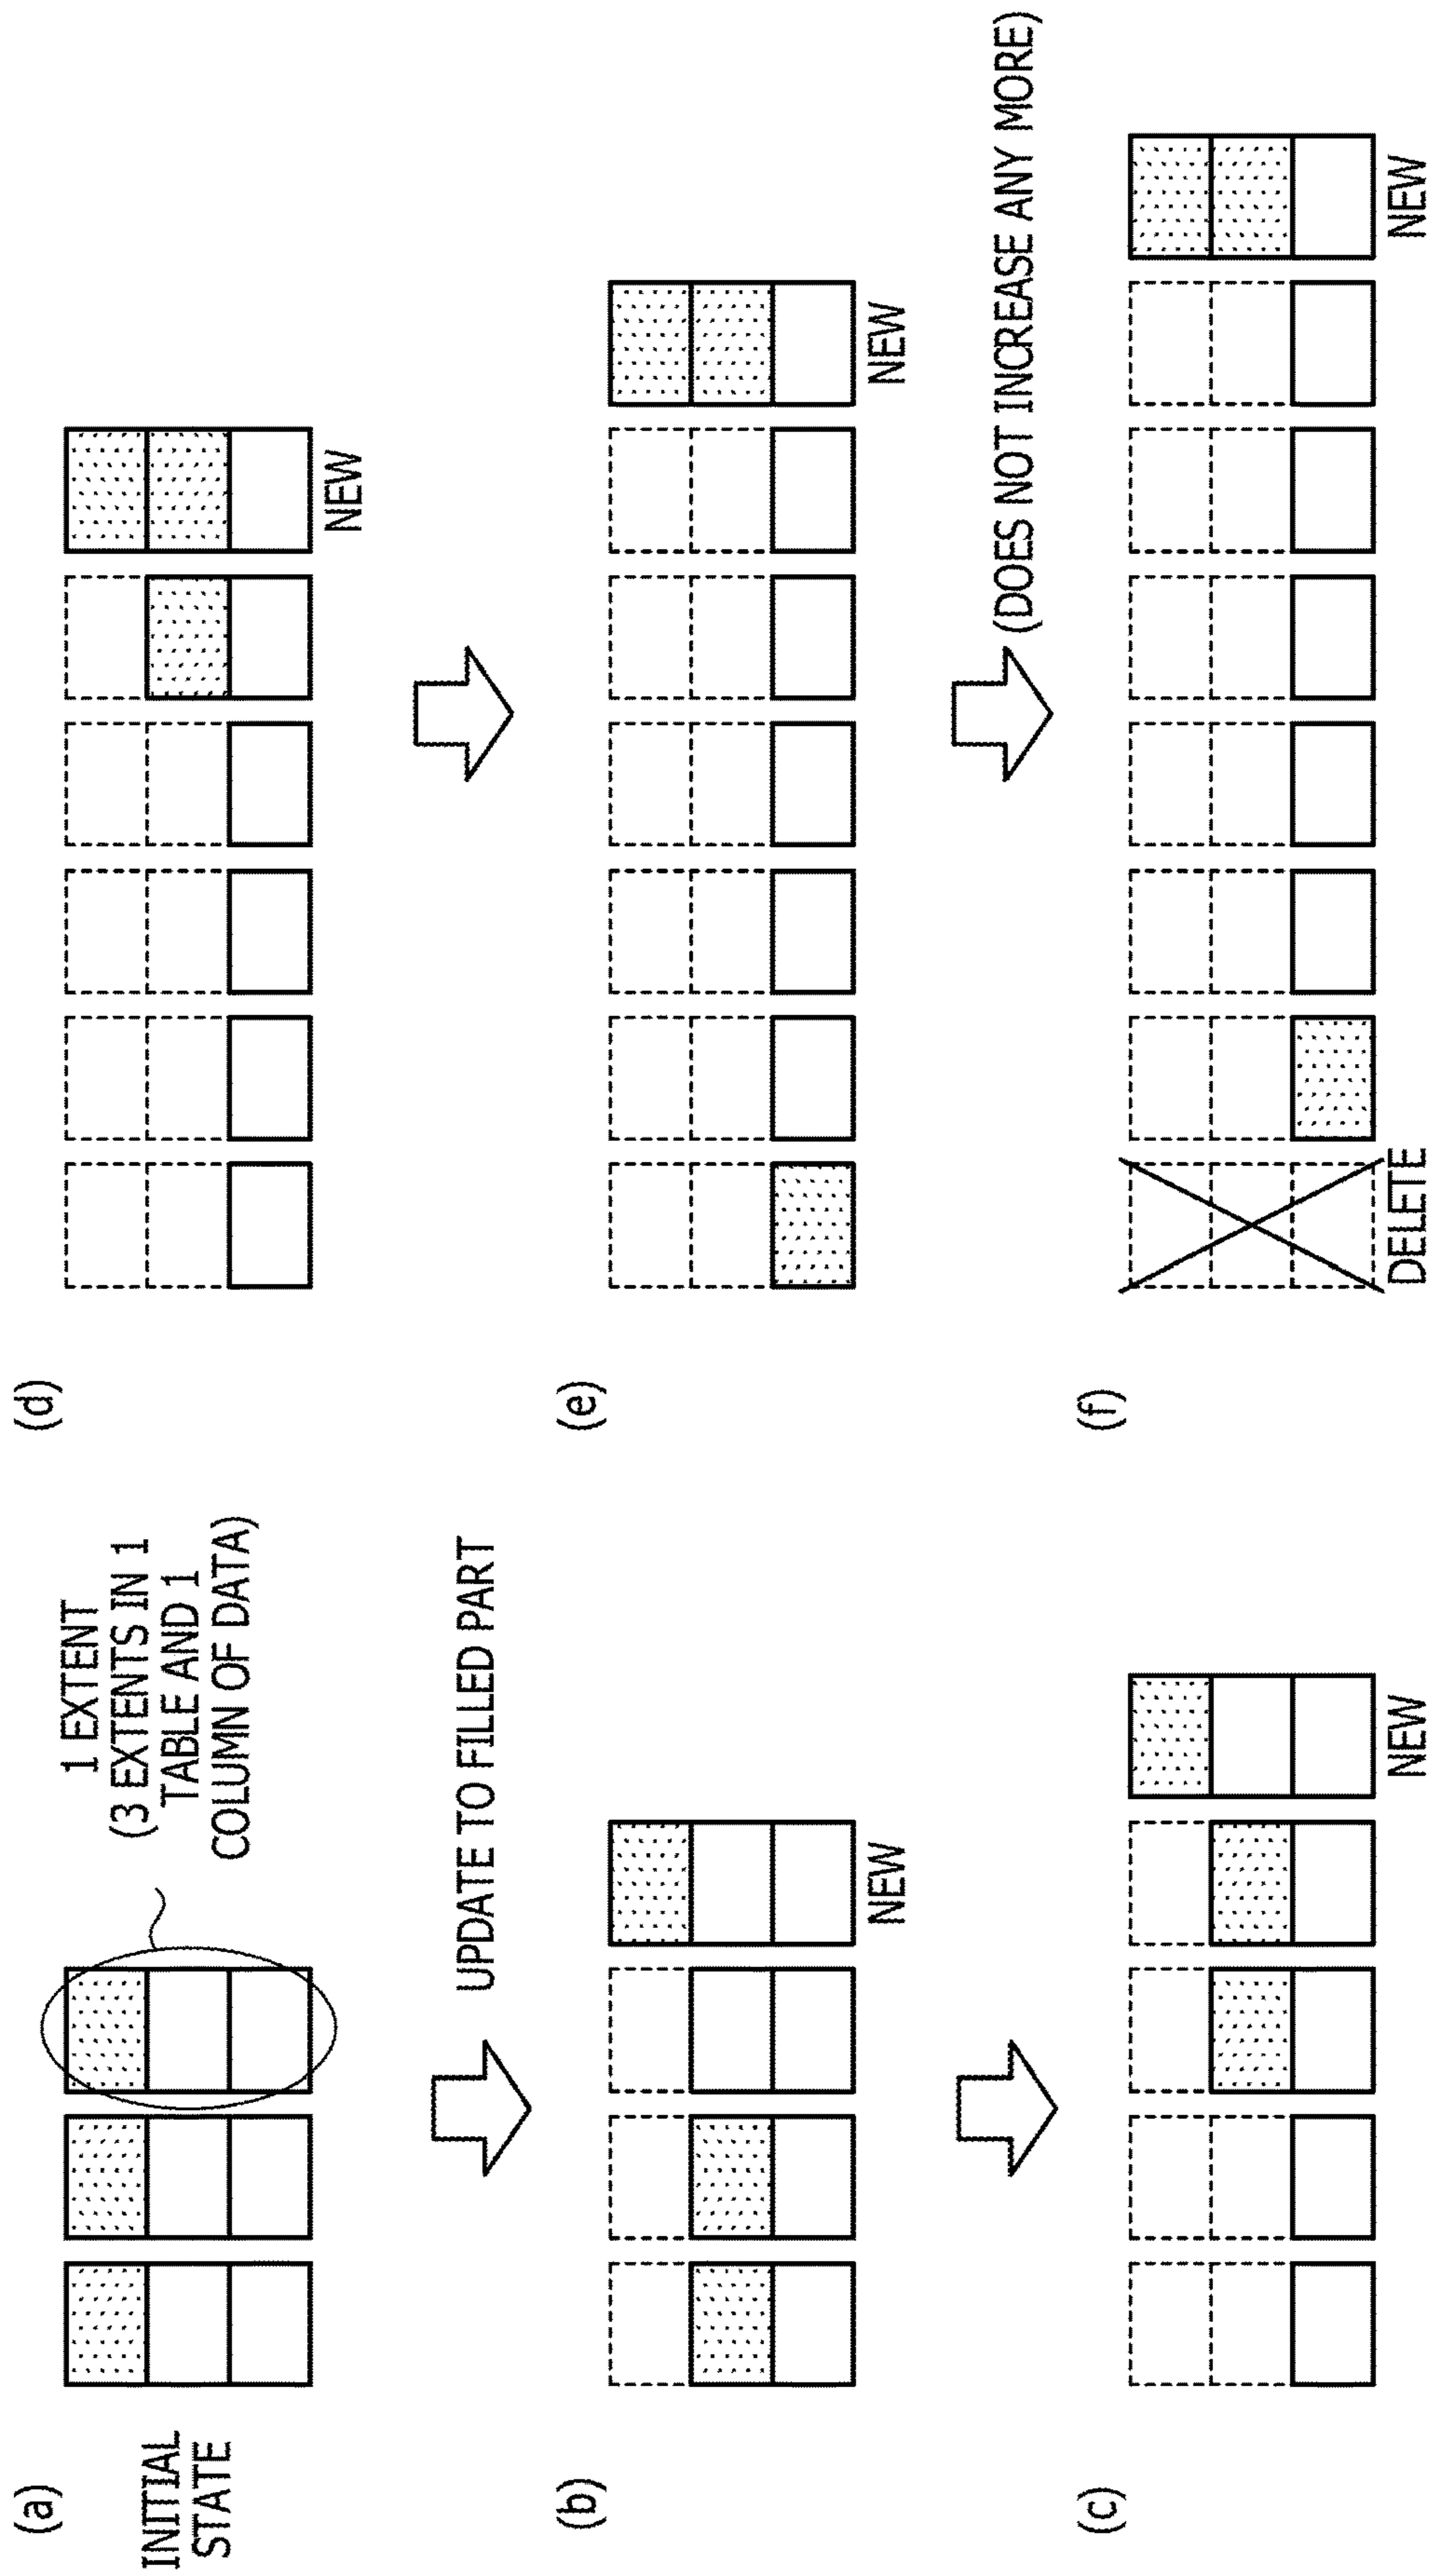 (a)
INITIAL
STATE
1 EXTENT
(3 EXTENTS IN 1
TABLE AND 1
COLUMN OF DATA)
UPDATE TO FILLED PART
(b)
NEW
(c)
NEW
(d)
NEW
(e)
NEW
(DOES NOT INCREASE ANY MORE)
(f)
DELETE
NEW